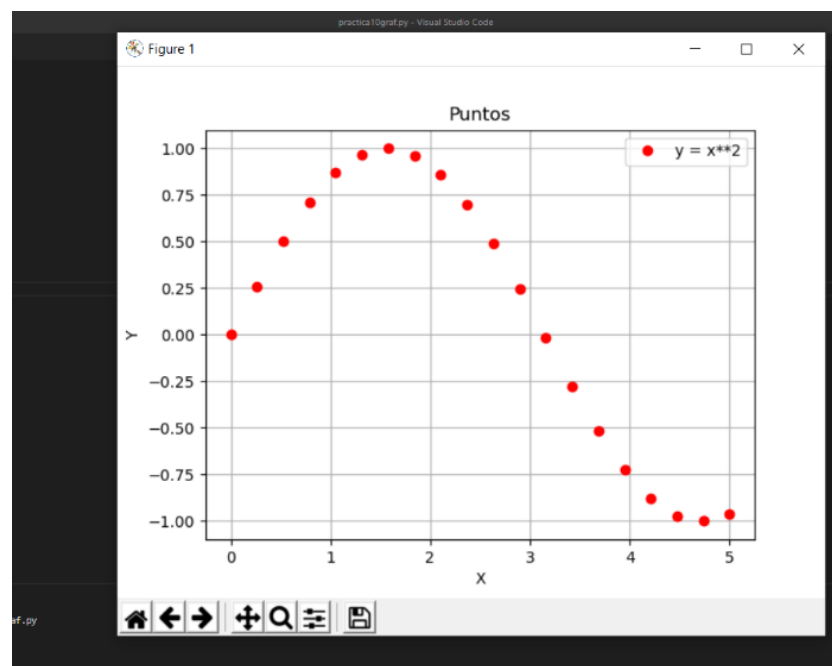 practica10graf.py - Visual Studio Code
Figure 1
Puntos
y = x**2
1.00
0.75
0.50
0.25
0.00
−0.25
−0.50
−0.75
−1.00
Y
0 1 2 3 4 5
X
af.py